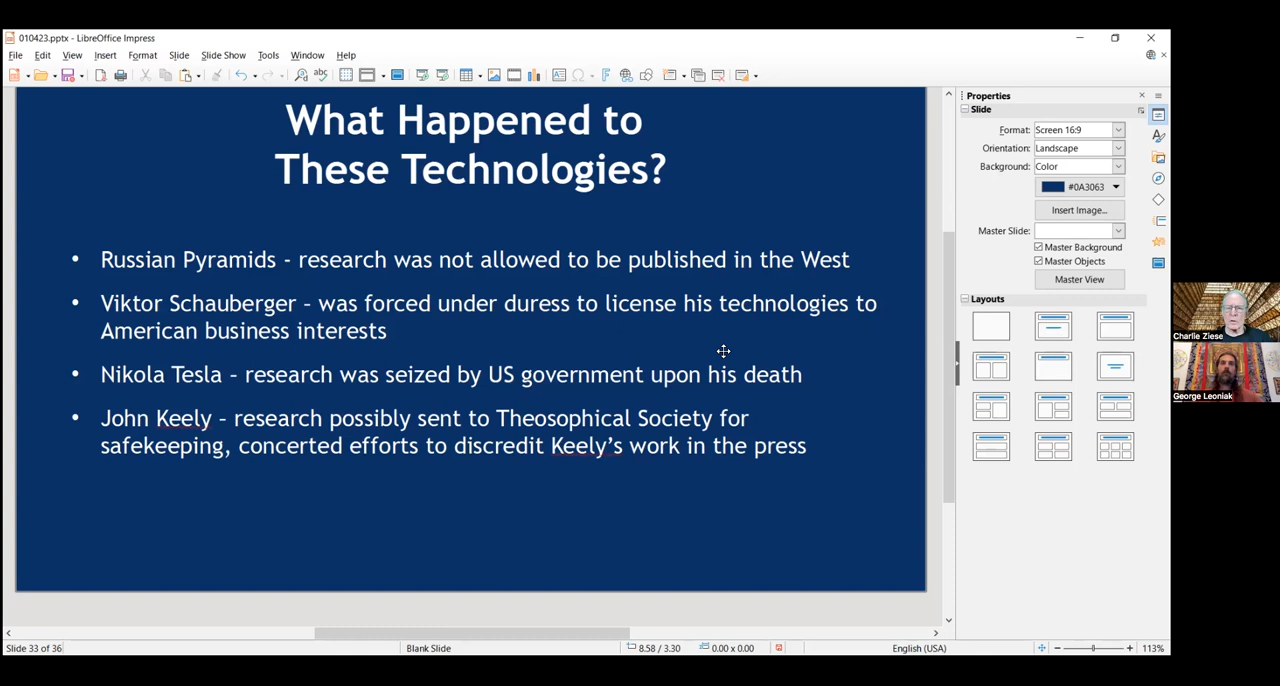 010423.pptx - LibreOffice Impress
File Edit View Insert Format Slide Slide Show Tools Window Help
What Happened to
These Technologies?
• Russian Pyramids - research was not allowed to be published in the West
• Viktor Schauberger – was forced under duress to license his technologies to
American business interests
• Nikola Tesla – research was seized by US government upon his death
• John Keely – research possibly sent to Theosophical Society for
safekeeping, concerted efforts to discredit Keely’s work in the press
Properties
Slide
Format: Screen 16:9
Orientation: Landscape
Background: Color
#0A3063
Insert Image...
Master Slide:
Master Background
Master Objects
Master View
Layouts
Charlie Ziese
George Leoniak
Slide 33 of 36
Blank Slide
8.58 / 3.30
0.00 x 0.00
English (USA)
113%